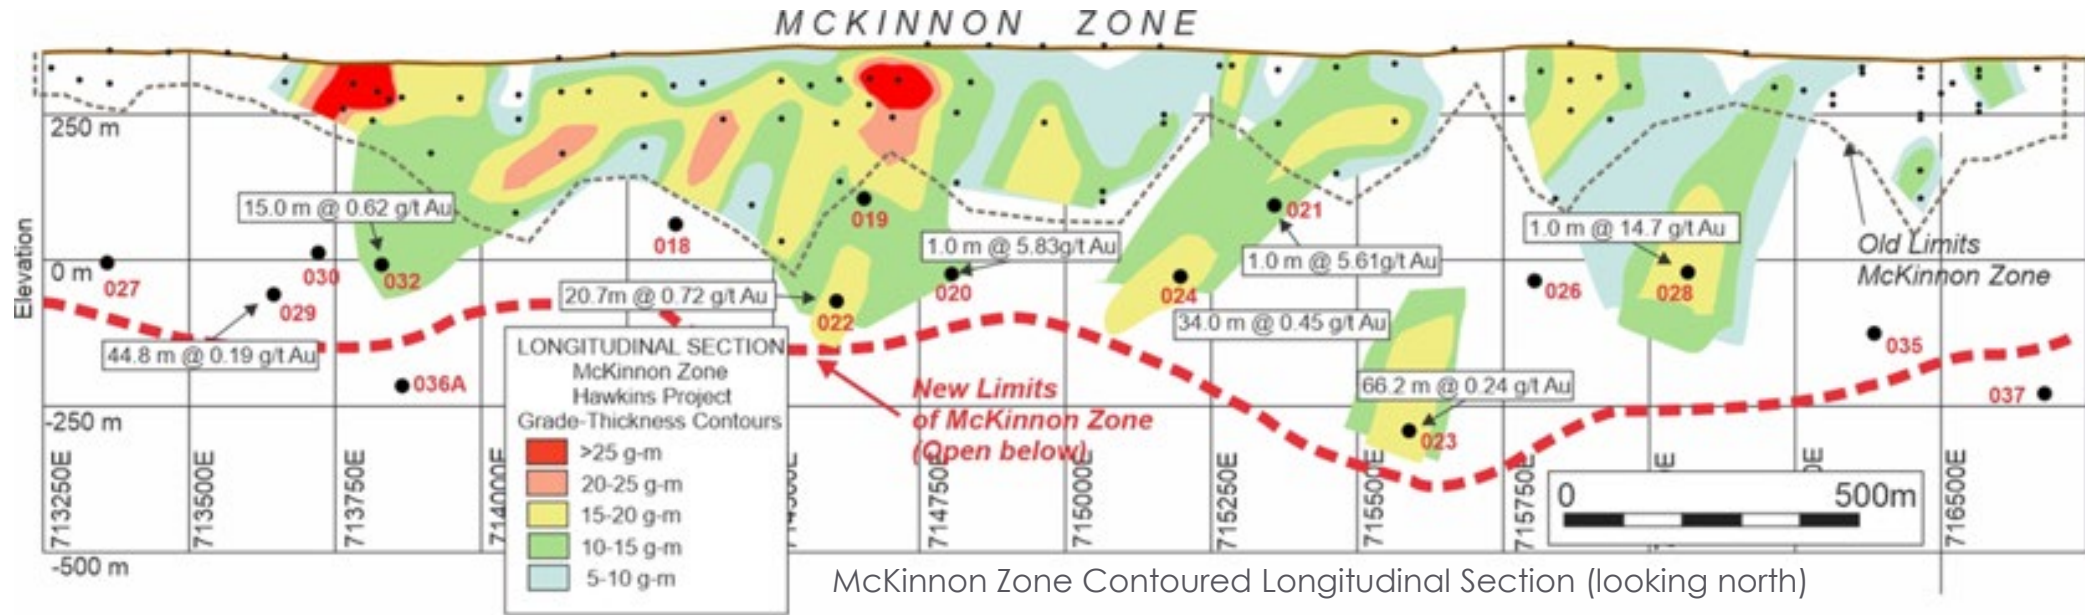 MCKINNON ZONE
250 m
15.0 m @ 0.62 g/t Au
019
021
1.0 m @ 14.7 g/t Au
018
1.0 m @ 5.83g/t Au
Old Limits
McKinnon Zone
Elevation
0 m
027
030
032
1.0 m @ 5.61g/t Au
029
20.7m @ 0.72 g/t Au
022
020
024
026
028
34.0 m @ 0.45 g/t Au
44.8 m @ 0.19 g/t Au
035
LONGITUDINAL SECTION
McKinnon Zone
Hawkins Project
Grade-Thickness Contours
>25 g-m
20-25 g-m
15-20 g-m
10-15 g-m
5-10 g-m
036A
New Limits
of McKinnon Zone
(Open below)
66.2 m @ 0.24 g/t Au
023
037
-250 m
713250E
713500E
713750E
714750E
715000E
715250E
715500E
715750E
716500E
0 500m
-500 m
McKinnon Zone Contoured Longitudinal Section (looking north)